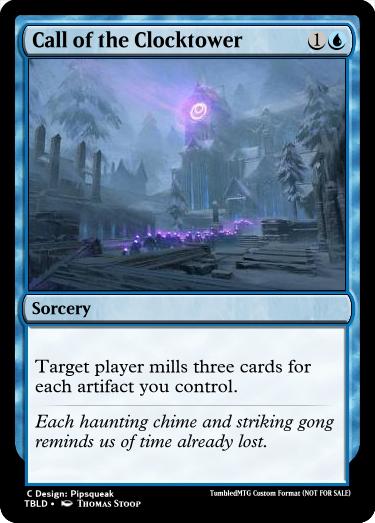 Call of the Clocktower 1
Sorcery
Target player mills three cards for
each artifact you control.
Each haunting chime and striking gong
reminds us of time already lost.
C Design: Pipsqueak
TumbledMTG Custom Format (NOT FOR SALE)
TBLD • Thomas Stoop